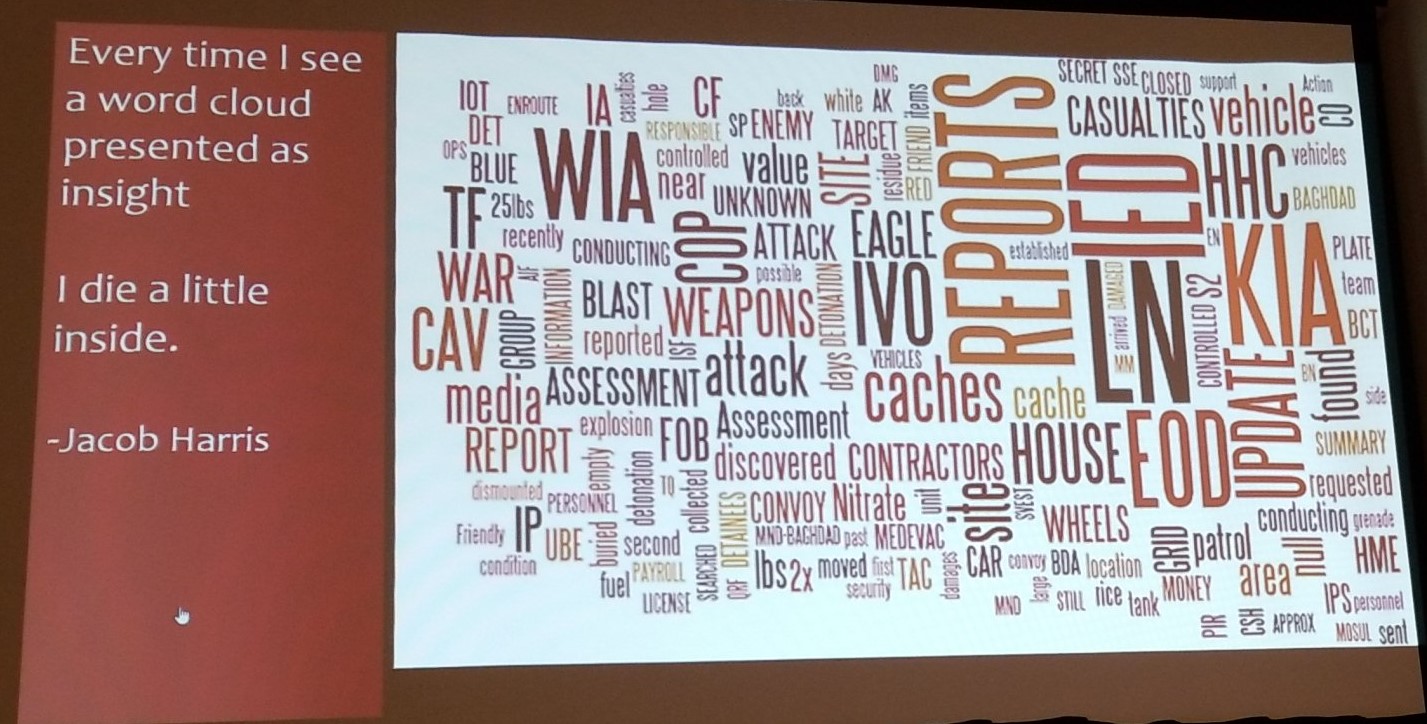 Every time I see
a word cloud
presented as
insight
I die a little
inside.
-Jacob Harris
IOT ENROUTE IA casualties hole CF back white DMG AK items REPORTS SECRET SSE CLOSED support Action
DET RESPONSIBLE SP ENEMY TARGET FRIEND CASUALTIES vehicle CO
OPS BLUE WIA controlled value SITE residue RED IED HHC vehicles
TF 25lbs near UNKNOWN BAGHDAD
recently CONDUCTING COP ATTACK EAGLE established EN KIA PLATE
WAR AIF INFORMATION possible DETONATION IVO LN DAMAGED S2 team
BLAST WEAPONS arrived CONTROLLED BCT
CAV GROUP reported ISF VEHICLES MM BN found
ASSESSMENT attack days caches cache UPDATE side
media explosion Assessment HOUSE EOD SUMMARY
REPORT FOB discovered CONTRACTORS requested
dismounted PERSONNEL empty detonation TQ collected DETAINEES CONVOY Nitrate unit site SVEST WHEELS conducting grenade
Friendly IP UBE buried second MND-BAGHDAD past MEDEVAC GRID patrol null HME
condition fuel PAYROLL SEARCHED QRF lbs 2x moved first TAC damages CAR convoy BDA location area
LICENSE security MND large STILL rice tank MONEY IPS personnel
PIR CSH APPROX MOSUL sent